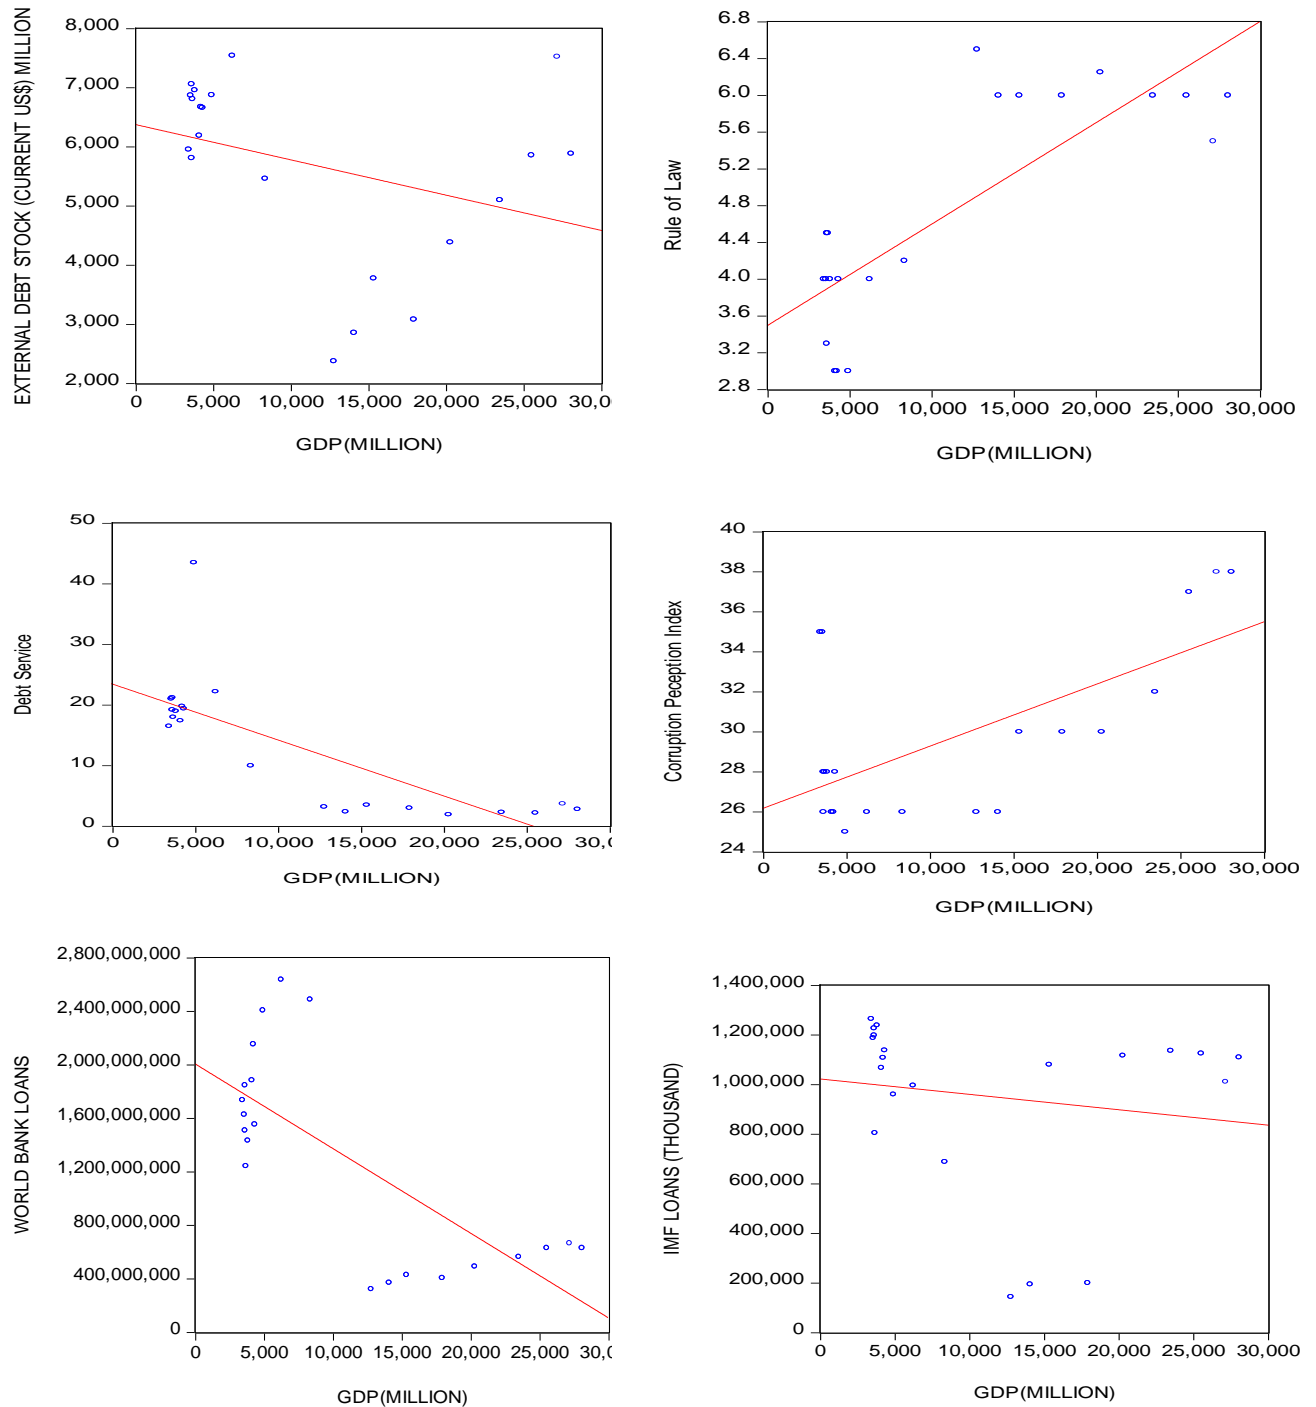 EXTERNAL DEBT STOCK (CURRENT US$) MILLION
8,000
7,000
6,000
5,000
4,000
3,000
2,000
0 5,000 10,000 15,000 20,000 25,000 30,0
GDP(MILLION)
Rule of Law
6.8
6.4
6.0
5.6
5.2
4.8
4.4
4.0
3.6
3.2
2.8
0 5,000 10,000 15,000 20,000 25,000 30,000
GDP(MILLION)
Debt Service
50
40
30
20
10
0
0 5,000 10,000 15,000 20,000 25,000 30,0
GDP(MILLION)
Corruption Peception Index
40
38
36
34
32
30
28
26
24
0 5,000 10,000 15,000 20,000 25,000 30,000
GDP(MILLION)
WORLD BANK LOANS
2,800,000,000
2,400,000,000
2,000,000,000
1,600,000,000
1,200,000,000
800,000,000
400,000,000
0
0 5,000 10,000 15,000 20,000 25,000 30,0
GDP(MILLION)
IMF LOANS (THOUSAND)
1,400,000
1,200,000
1,000,000
800,000
600,000
400,000
200,000
0
0 5,000 10,000 15,000 20,000 25,000 30,000
GDP(MILLION)